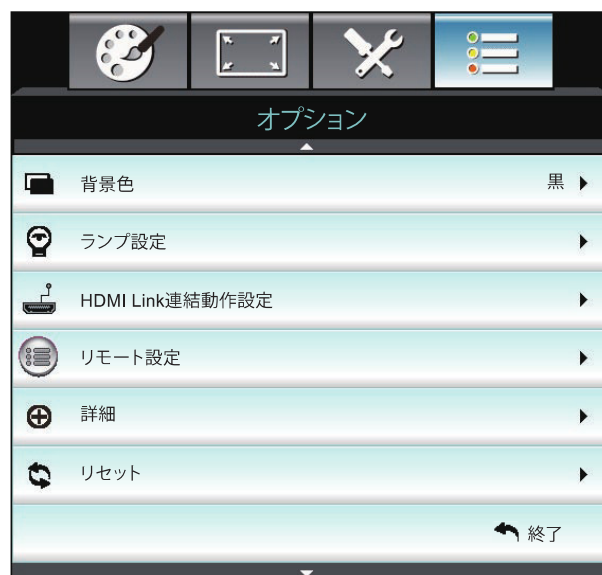 オプション
背景色 黒
ランプ設定
HDMI Link連結動作設定
リモート設定
詳細
リセット
終了